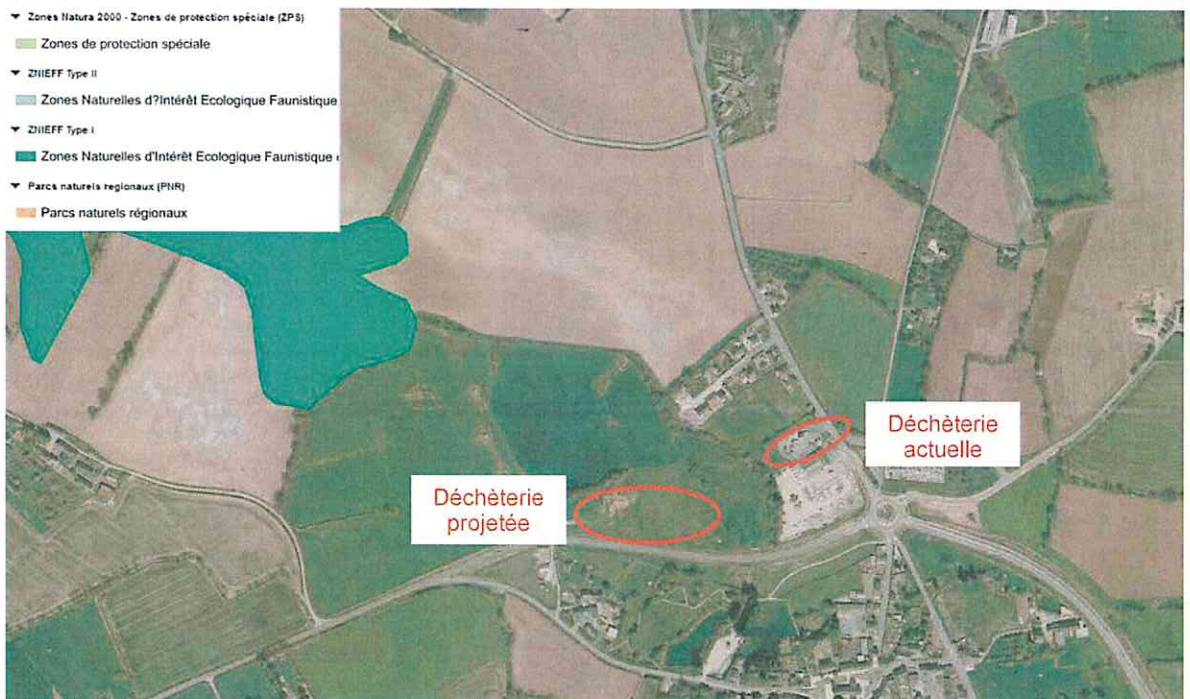 Zones Natura 2000 - Zones de protection spéciale (ZPS)
Zones de protection spéciale
ZNIEFF Type II
Zones Naturelles d?Intérêt Ecologique Faunistique
ZNIEFF Type I
Zones Naturelles d'Intérêt Ecologique Faunistique
Parcs naturels regionaux (PNR)
Parcs naturels régionaux
Déchèterie
actuelle
Déchèterie
projetée